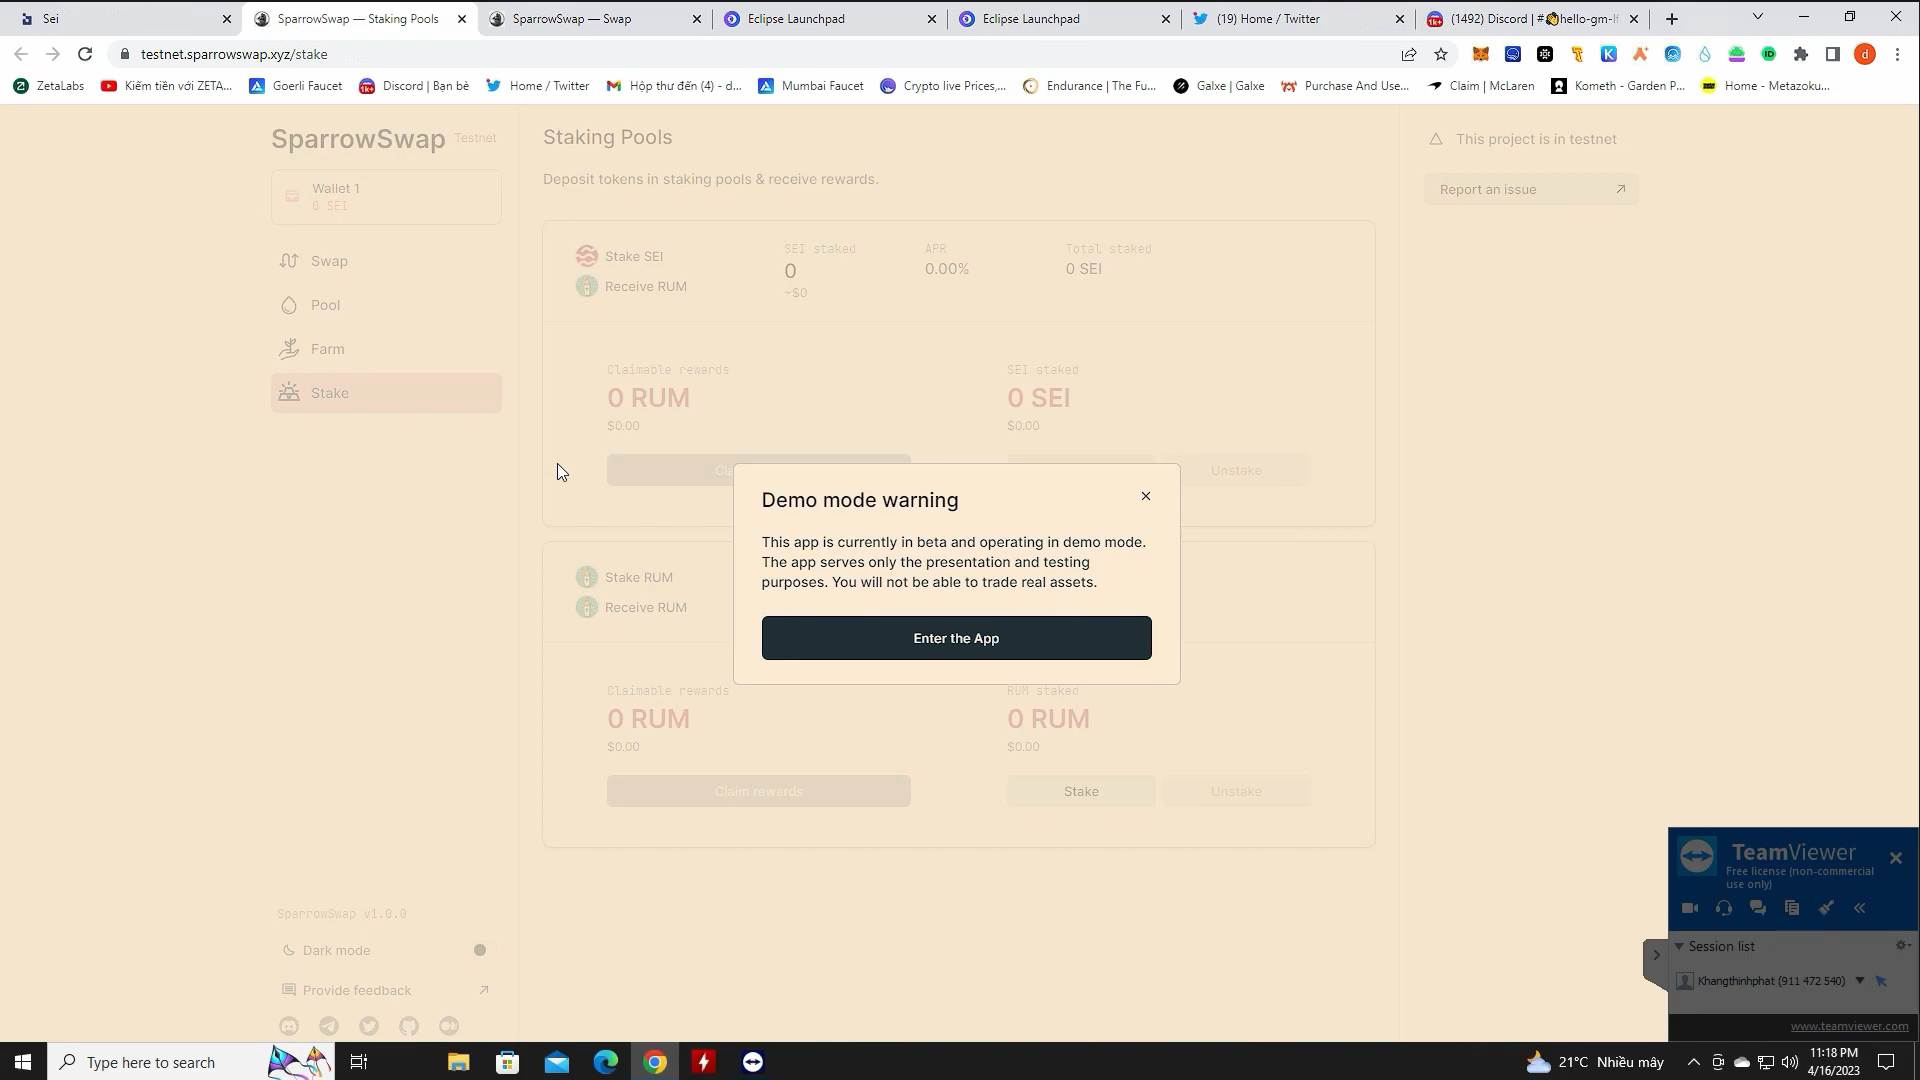 Sei
SparrowSwap — Staking Pools
SparrowSwap — Swap
Eclipse Launchpad
Eclipse Launchpad
(19) Home / Twitter
(1492) Discord | #👋hello-gm-lf
testnet.sparrowswap.xyz/stake
ZetaLabs
Kiếm tiền với ZETA...
Goerli Faucet
Discord | Bạn bè
Home / Twitter
Hộp thư đến (4) - d...
Mumbai Faucet
Crypto live Prices,...
Endurance | The Fu...
Galxe | Galxe
Purchase And Use...
Claim | McLaren
Kometh - Garden P...
Home - Metazoku...
SparrowSwap Testnet
Wallet 1
0 SEI
Swap
Pool
Farm
Stake
Staking Pools
Deposit tokens in staking pools & receive rewards.
Stake SEI
Receive RUM
SEI staked
0
~$0
APR
0.00%
Total staked
0 SEI
Claimable rewards
0 RUM
$0.00
SEI staked
0 SEI
$0.00
Unstake
Demo mode warning
This app is currently in beta and operating in demo mode.
The app serves only the presentation and testing
purposes. You will not be able to trade real assets.
Enter the App
Stake RUM
Receive RUM
Claimable rewards
0 RUM
$0.00
Claim rewards
RUM staked
0 RUM
$0.00
Stake
Unstake
This project is in testnet
Report an issue
SparrowSwap v1.0.0
Dark mode
Provide feedback
TeamViewer
Free license (non-commercial
use only)
Session list
Khangthinhphat (911 472 540)
www.teamviewer.com
Type here to search
21°C Nhiều mây
11:18 PM
4/16/2023